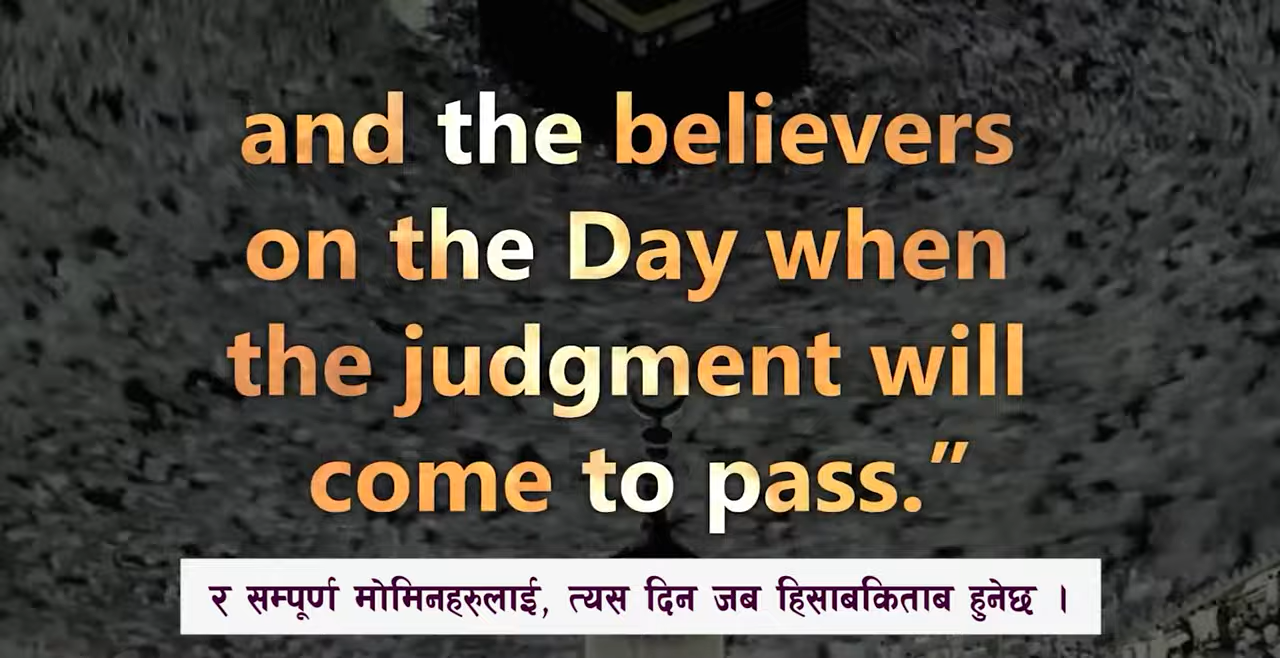 and the believers
on the Day when
the judgment will
come to pass.”
र सम्पूर्ण मोमिनहरुलाई, त्यस दिन जब हिसाबकिताब हुनेछ ।